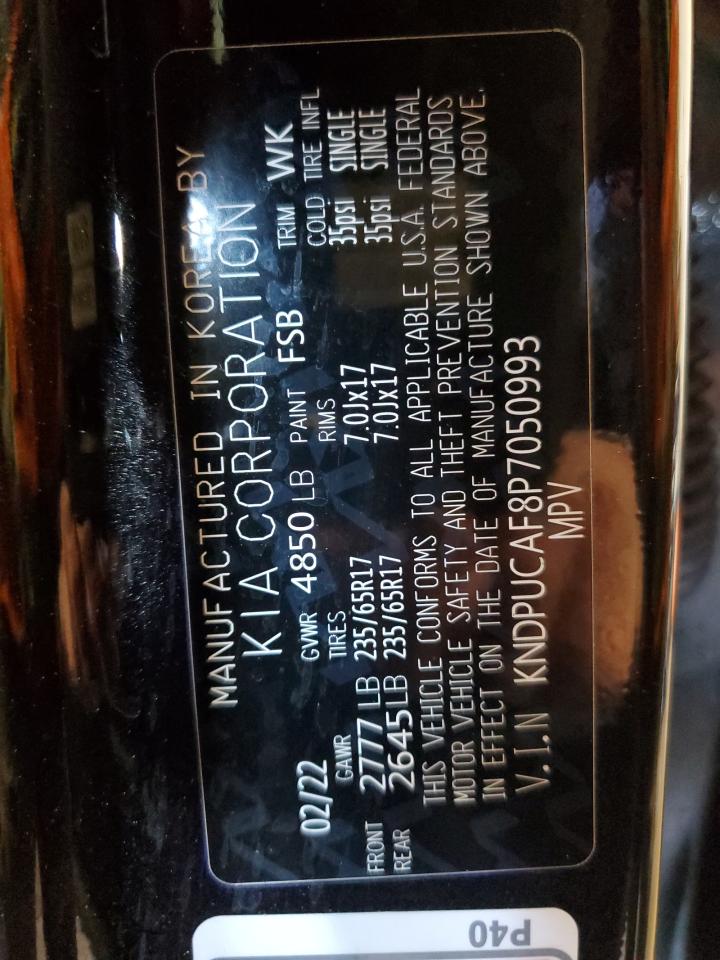 MANUFACTURED IN KOREA BY
KIA CORPORATION
02/22 GVWR 4850 LB PAINT FSB TRIM WK
GAWR TIRES RIMS COLD TIRE INFL
FRONT 2777 LB 235/65R17 7.0Jx17 35psi SINGLE
REAR 2645LB 235/65R17 7.0Jx17 35psi SINGLE
THIS VEHICLE CONFORMS TO ALL APPLICABLE U.S.A. FEDERAL
MOTOR VEHICLE SAFETY AND THEFT PREVENTION STANDARDS
IN EFFECT ON THE DATE OF MANUFACTURE SHOWN ABOVE.
V.I.N KNDPUCAF8P7050993
MPV
P40